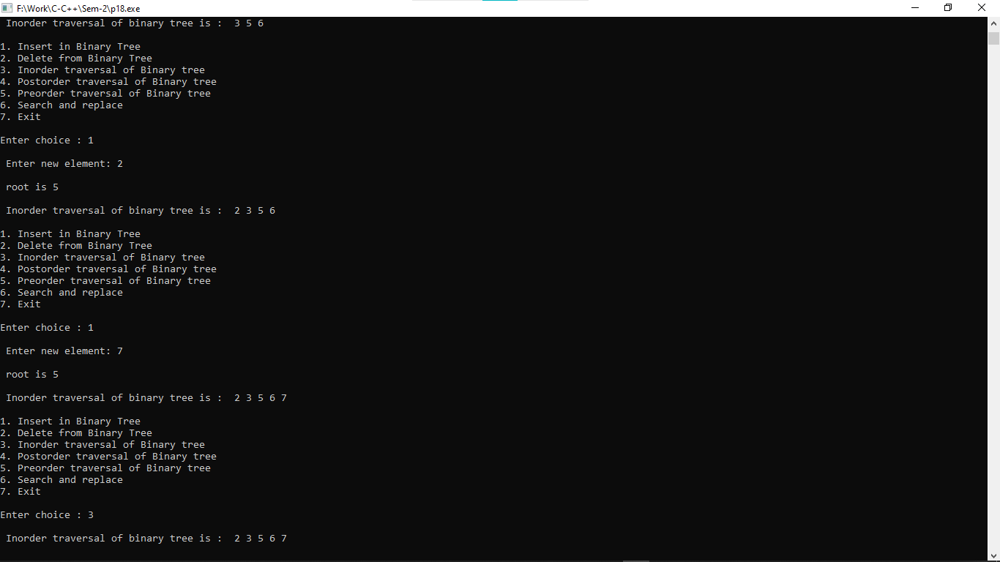 F:\Work\C-C++\Sem-2\p18.exe
Inorder traversal of binary tree is :  3 5 6
1. Insert in Binary Tree
2. Delete from Binary Tree
3. Inorder traversal of Binary tree
4. Postorder traversal of Binary tree
5. Preorder traversal of Binary tree
6. Search and replace
7. Exit
Enter choice : 1
Enter new element: 2
root is 5
Inorder traversal of binary tree is :  2 3 5 6
1. Insert in Binary Tree
2. Delete from Binary Tree
3. Inorder traversal of Binary tree
4. Postorder traversal of Binary tree
5. Preorder traversal of Binary tree
6. Search and replace
7. Exit
Enter choice : 1
Enter new element: 7
root is 5
Inorder traversal of binary tree is :  2 3 5 6 7
1. Insert in Binary Tree
2. Delete from Binary Tree
3. Inorder traversal of Binary tree
4. Postorder traversal of Binary tree
5. Preorder traversal of Binary tree
6. Search and replace
7. Exit
Enter choice : 3
Inorder traversal of binary tree is :  2 3 5 6 7